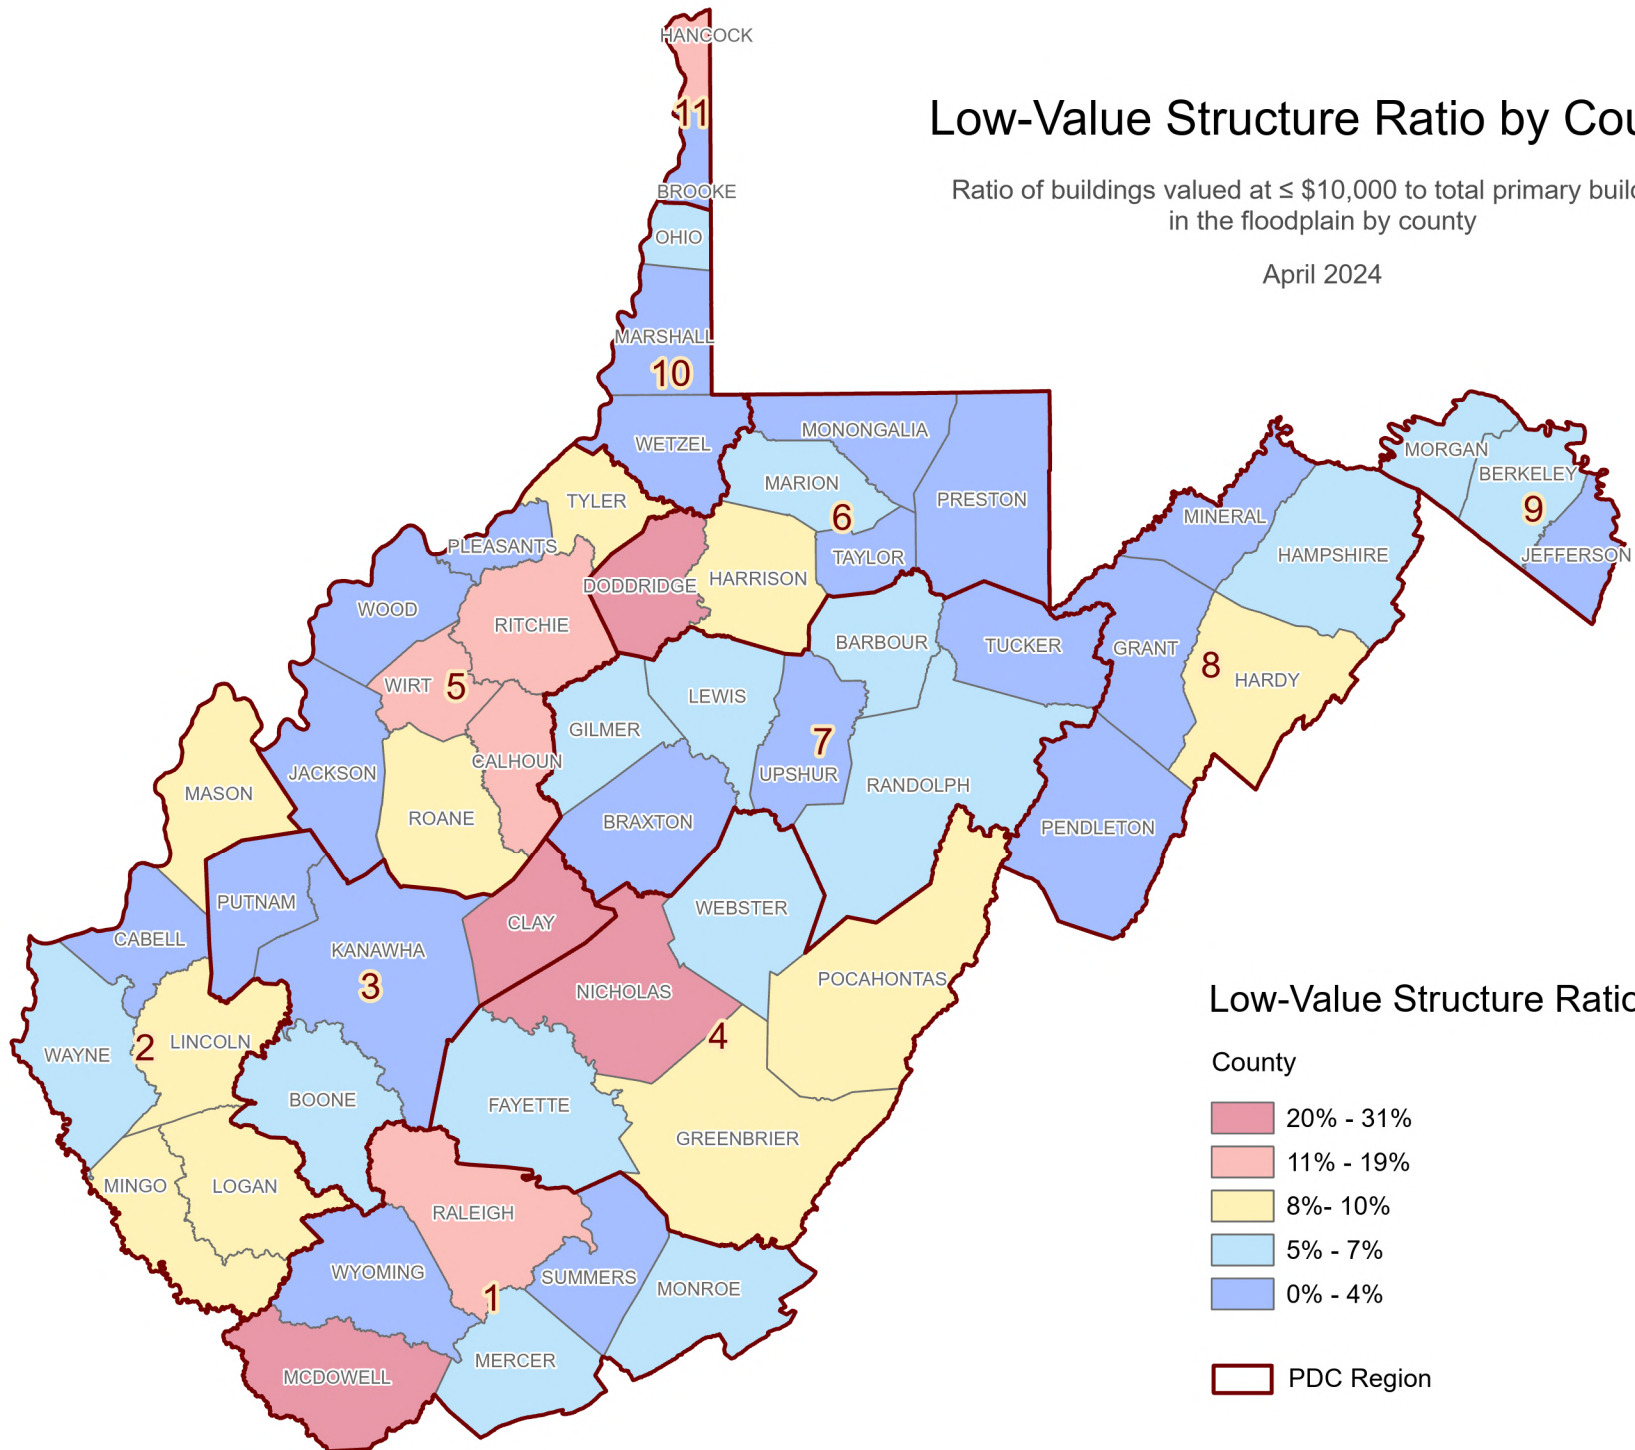 HANCOCK
11
Low-Value Structure Ratio by Cou
Ratio of buildings valued at ≤ $10,000 to total primary build
in the floodplain by county
April 2024
BROOKE
OHIO
MARSHALL
10
WETZEL
MONONGALIA
MORGAN
BERKELEY
9
JEFFERSON
MARION
6
PRESTON
TYLER
MINERAL
HAMPSHIRE
PLEASANTS
TAYLOR
DODDRIDGE
HARRISON
WOOD
RITCHIE
BARBOUR
TUCKER
GRANT
8
HARDY
WIRT
5
LEWIS
GILMER
7
UPSHUR
CALHOUN
JACKSON
MASON
RANDOLPH
ROANE
BRAXTON
PENDLETON
PUTNAM
CLAY
WEBSTER
CABELL
KANAWHA
3
NICHOLAS
POCAHONTAS
4
2
LINCOLN
WAYNE
BOONE
FAYETTE
GREENBRIER
MINGO
LOGAN
RALEIGH
WYOMING
1
SUMMERS
MONROE
MERCER
MCDOWELL
Low-Value Structure Ratio
County
20% - 31%
11% - 19%
8%- 10%
5% - 7%
0% - 4%
PDC Region